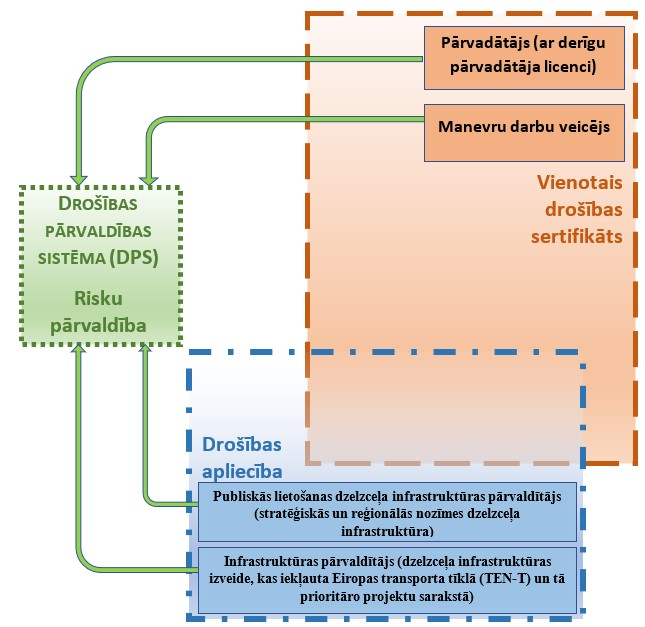 Pārvadātājs (ar derīgu
pārvadātāja licenci)
Manevru darbu veicējs
Vienotais
drošības
sertifikāts
DROŠĪBAS
PĀRVALDĪBAS
SISTĒMA (DPS)
Risku
pārvaldība
Drošības
apliecība
Publiskās lietošanas dzelzceļa infrastruktūras pārvaldītājs
(stratēģiskās un reģionālās nozīmes dzelzceļa
infrastruktūra)
Infrastruktūras pārvaldītājs (dzelzceļa infrastruktūras
izveide, kas iekļauta Eiropas transporta tīklā (TEN-T) un tā
prioritāro projektu sarakstā)